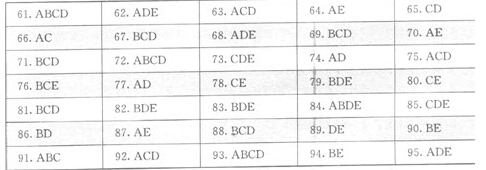 61. ABCD 62. ADE 63. ACD 64. AE 65. CD
66. AC 67. BCD 68. ADE 69. BCD 70. AE
71. BCD 72. ABCD 73. CDE 74. AD 75. ACD
76. BCE 77. AD 78. CE 79. BDE 80. CE
81. BCD 82. BDE 83. BDE 84. ABDE 85. CDE
86. BD 87. AE 88. BCD 89. DE 90. BE
91. ABC 92. ACD 93. ABCD 94. BE 95. ADE